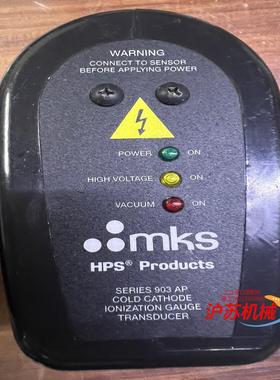 WARNING
CONNECT TO SENSOR
BEFORE APPLYING POWER
POWER ON
HIGH VOLTAGE ON
VACUUM ON
mks
HPS® Products
SERIES 903 AP
COLD CATHODE
IONIZATION GAUGE
TRANSDUCER
沪苏机械